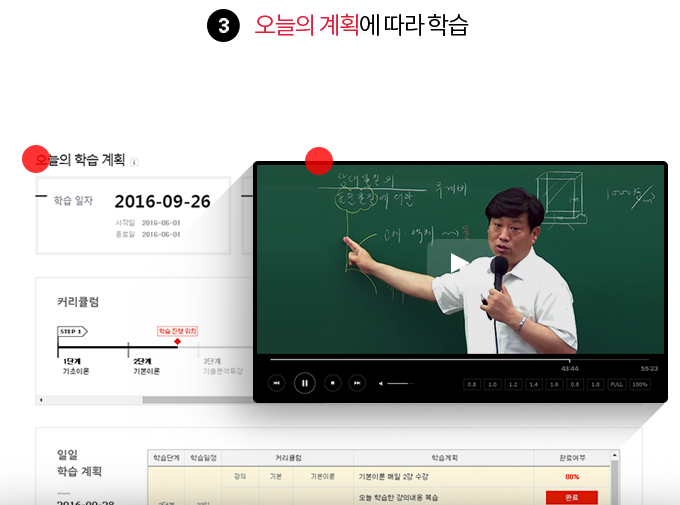 3 오늘의 계획에 따라 학습
오늘의 학습 계획
학습 일자 2016-09-26
시작일 2016-06-01
종료일 2016-06-01
커리큘럼
STEP 1
학습 진행 위치
1단계 2단계 3단계
기초이론 기본이론 기출분석특강
43:44 55:23
0.8 1.0 1.2 1.4 1.6 0.8 1.8 FULL 100%
일일
학습 계획
2016-09-28
학습단계 학습일정 커리큘럼 학습계획 완료여부
강의 기본 기본이론 기본이론 매일 2강 수강 80%
오늘 학습한 강의내용 복습 완료